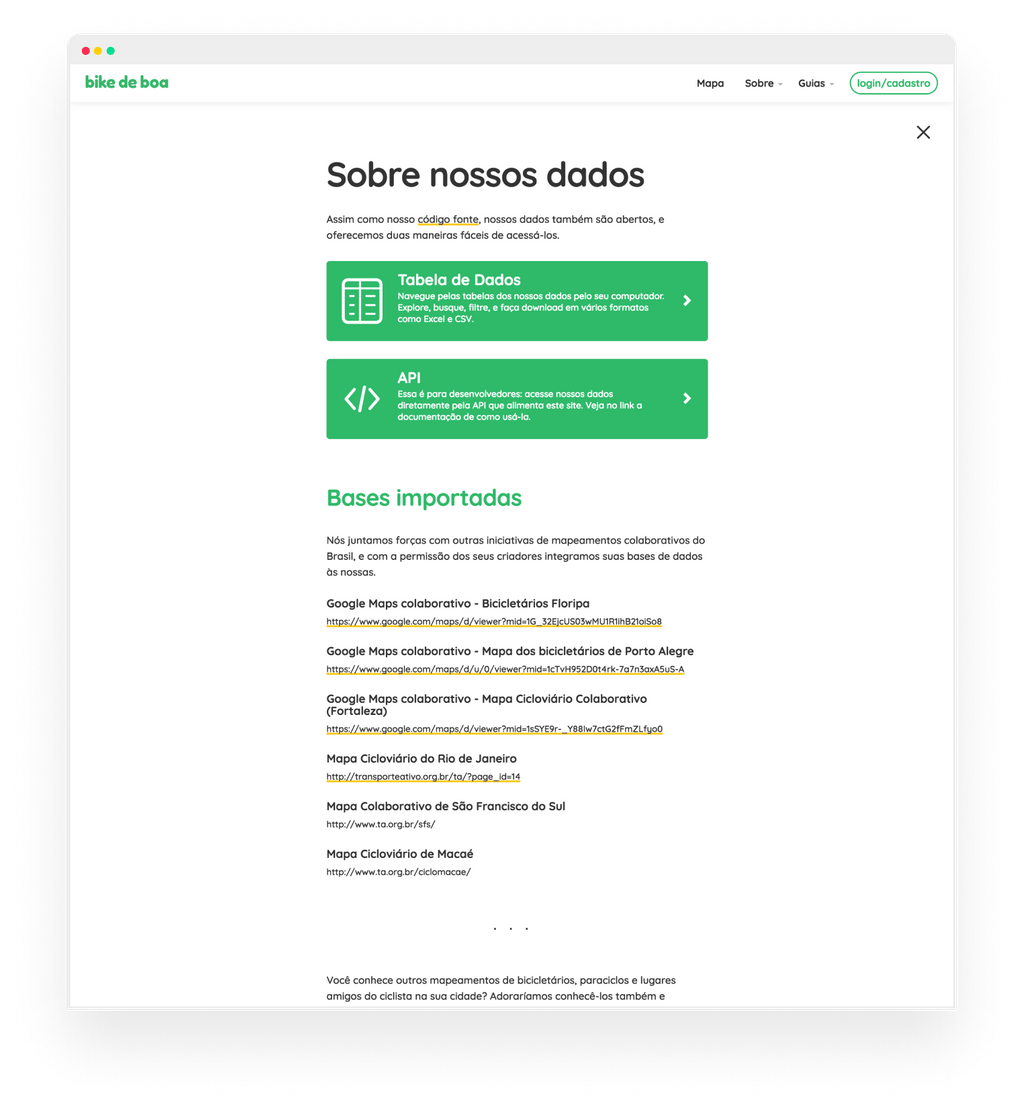 bike de boa
Mapa
Sobre
Guias
login/cadastro
Sobre nossos dados
Assim como nosso código fonte, nossos dados também são abertos, e
oferecemos duas maneiras fáceis de acessá-los.
Tabela de Dados
Navegue pelas tabelas dos nossos dados pelo seu computador.
Explore, busque, filtre, e faça download em vários formatos
como Excel e CSV.
API
Essa é para desenvolvedores: acesse nossos dados
diretamente pela API que alimenta este site. Veja no link a
documentação de como usá-la.
Bases importadas
Nós juntamos forças com outras iniciativas de mapeamentos colaborativos do
Brasil, e com a permissão dos seus criadores integramos suas bases de dados
às nossas.
Google Maps colaborativo - Bicicletários Floripa
https://www.google.com/maps/d/viewer?mid=1G_32EjcUS03wMU1R1ihB21oiSo8
Google Maps colaborativo - Mapa dos bicicletários de Porto Alegre
https://www.google.com/maps/d/u/0/viewer?mid=1cTvH952D0t4rk-7a7n3axA5uS-A
Google Maps colaborativo - Mapa Cicloviário Colaborativo
(Fortaleza)
https://www.google.com/maps/d/viewer?mid=1sSYE9r-_Y88Iw7ctG2fFmZLfyo0
Mapa Cicloviário do Rio de Janeiro
http://transporteativo.org.br/ta/?page_id=14
Mapa Colaborativo de São Francisco do Sul
http://www.ta.org.br/sfs/
Mapa Cicloviário de Macaé
http://www.ta.org.br/ciclomacae/
. . .
Você conhece outros mapeamentos de bicicletários, paraciclos e lugares
amigos do ciclista na sua cidade? Adoraríamos conhecê-los também e